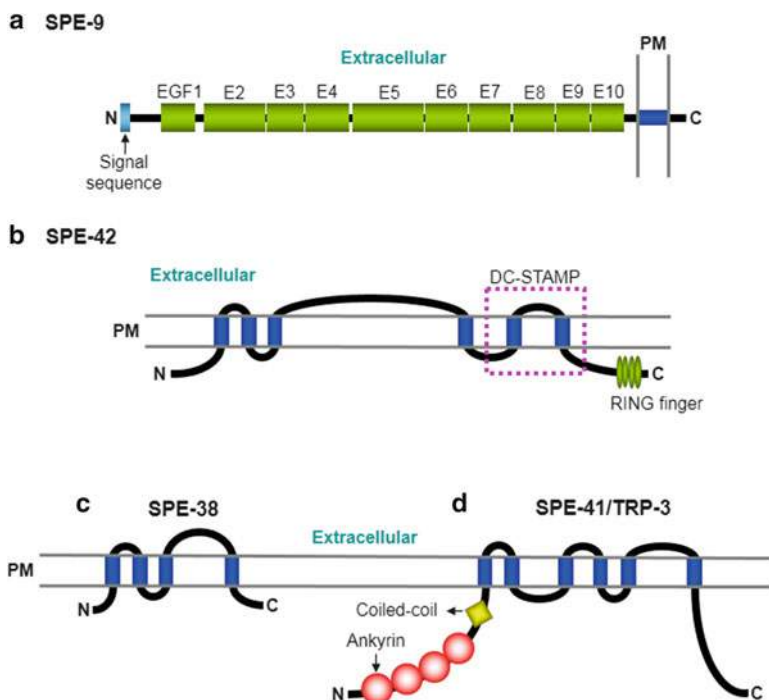 a SPE-9
PM
Extracellular
EGF1 E2 E3 E4 E5 E6 E7 E8 E9 E10
N C
Signal
sequence
b SPE-42
Extracellular
DC-STAMP
PM
N C
RING finger
c SPE-38
d SPE-41/TRP-3
Extracellular
PM
N C
Coiled-coil
Ankyrin
N C